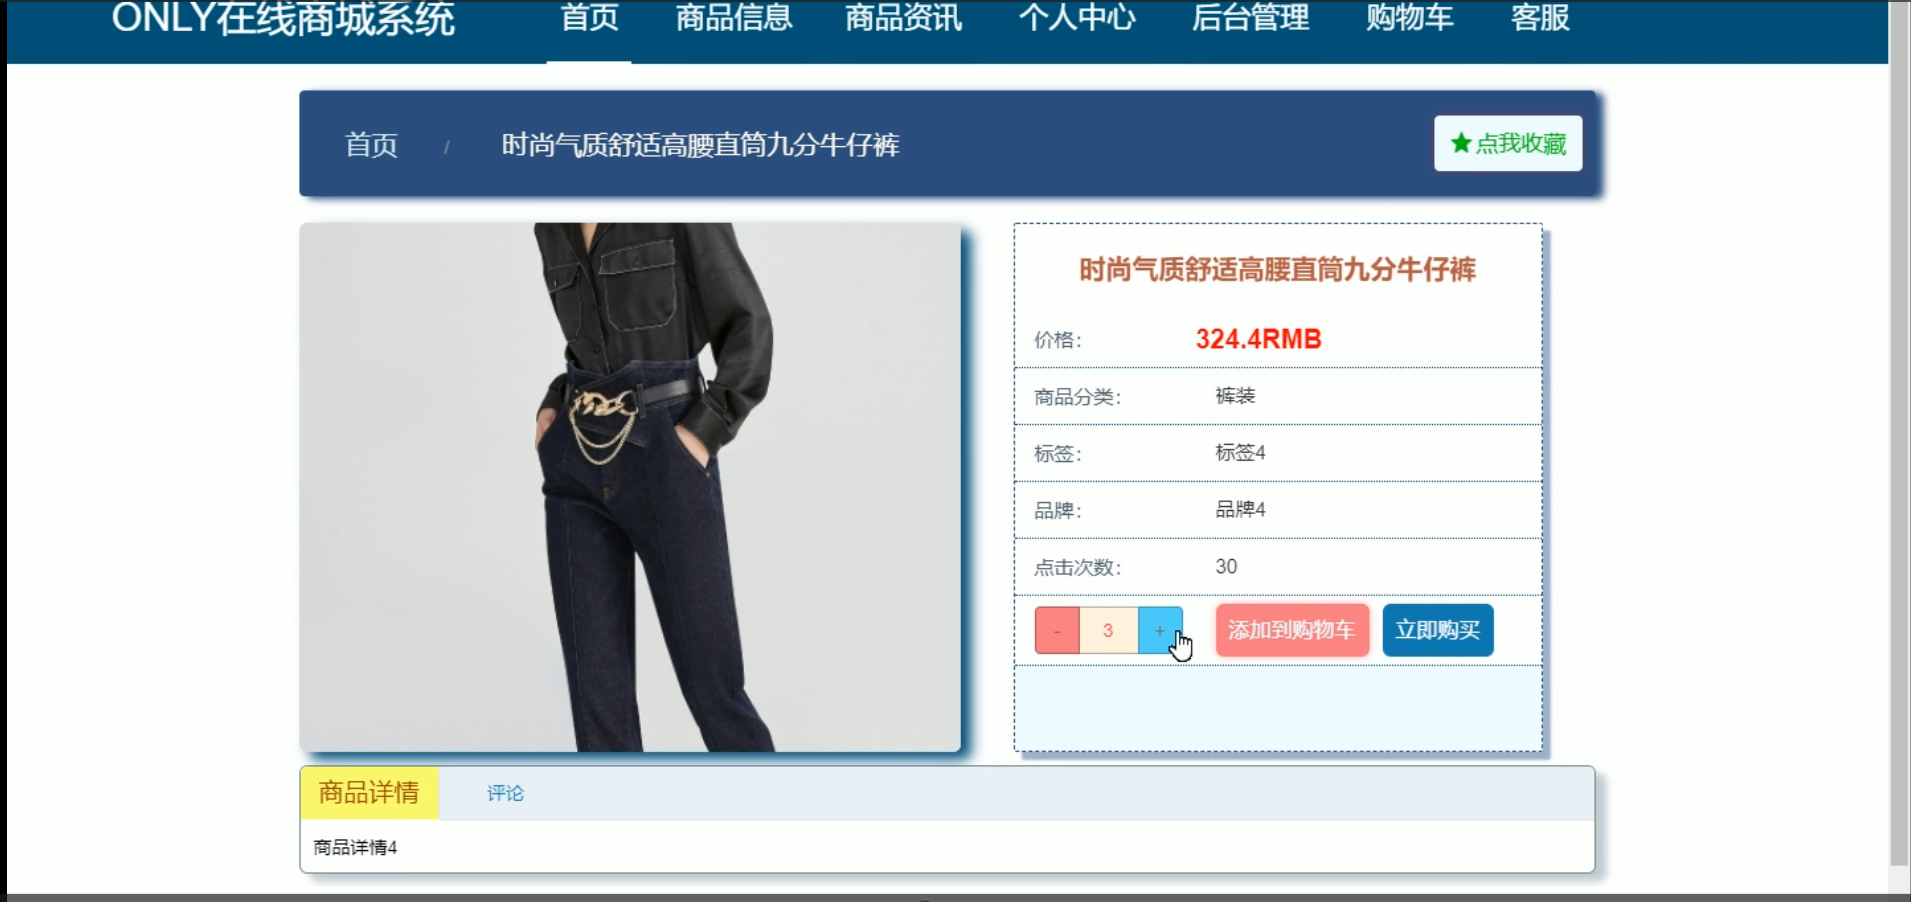 ONLY在线商城系统 首页 商品信息 商品资讯 个人中心 后台管理 购物车 客服
首页 / 时尚气质舒适高腰直筒九分牛仔裤 ★点我收藏
时尚气质舒适高腰直筒九分牛仔裤
价格： 324.4RMB
商品分类： 裤装
标签： 标签4
品牌： 品牌4
点击次数： 30
- 3 + 添加到购物车 立即购买
商品详情 评论
商品详情4